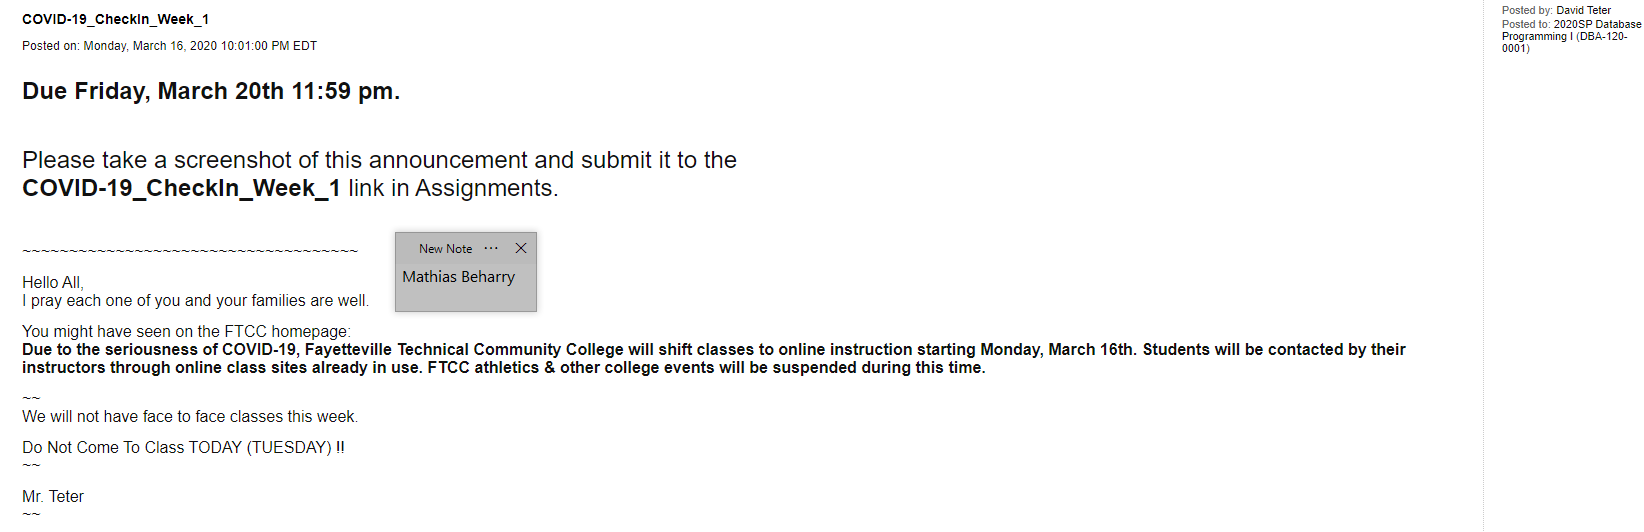 COVID-19_CheckIn_Week_1
Posted on: Monday, March 16, 2020 10:01:00 PM EDT
Due Friday, March 20th 11:59 pm.
Please take a screenshot of this announcement and submit it to the
COVID-19_CheckIn_Week_1 link in Assignments.
~~~~~~~~~~~~~~~~~~~~~~~~~~~~~~~~~~~~~
New Note ··· ×
Mathias Beharry
Hello All,
I pray each one of you and your families are well.
You might have seen on the FTCC homepage:
Due to the seriousness of COVID-19, Fayetteville Technical Community College will shift classes to online instruction starting Monday, March 16th. Students will be contacted by their
instructors through online class sites already in use. FTCC athletics & other college events will be suspended during this time.
~~
We will not have face to face classes this week.
Do Not Come To Class TODAY (TUESDAY) !!
~~
Mr. Teter
~~
Posted by: David Teter
Posted to: 2020SP Database
Programming I (DBA-120-
0001)